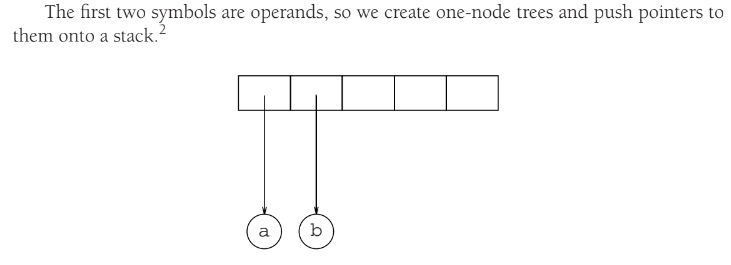 The first two symbols are operands, so we create one-node trees and push pointers to
them onto a stack.2
a b